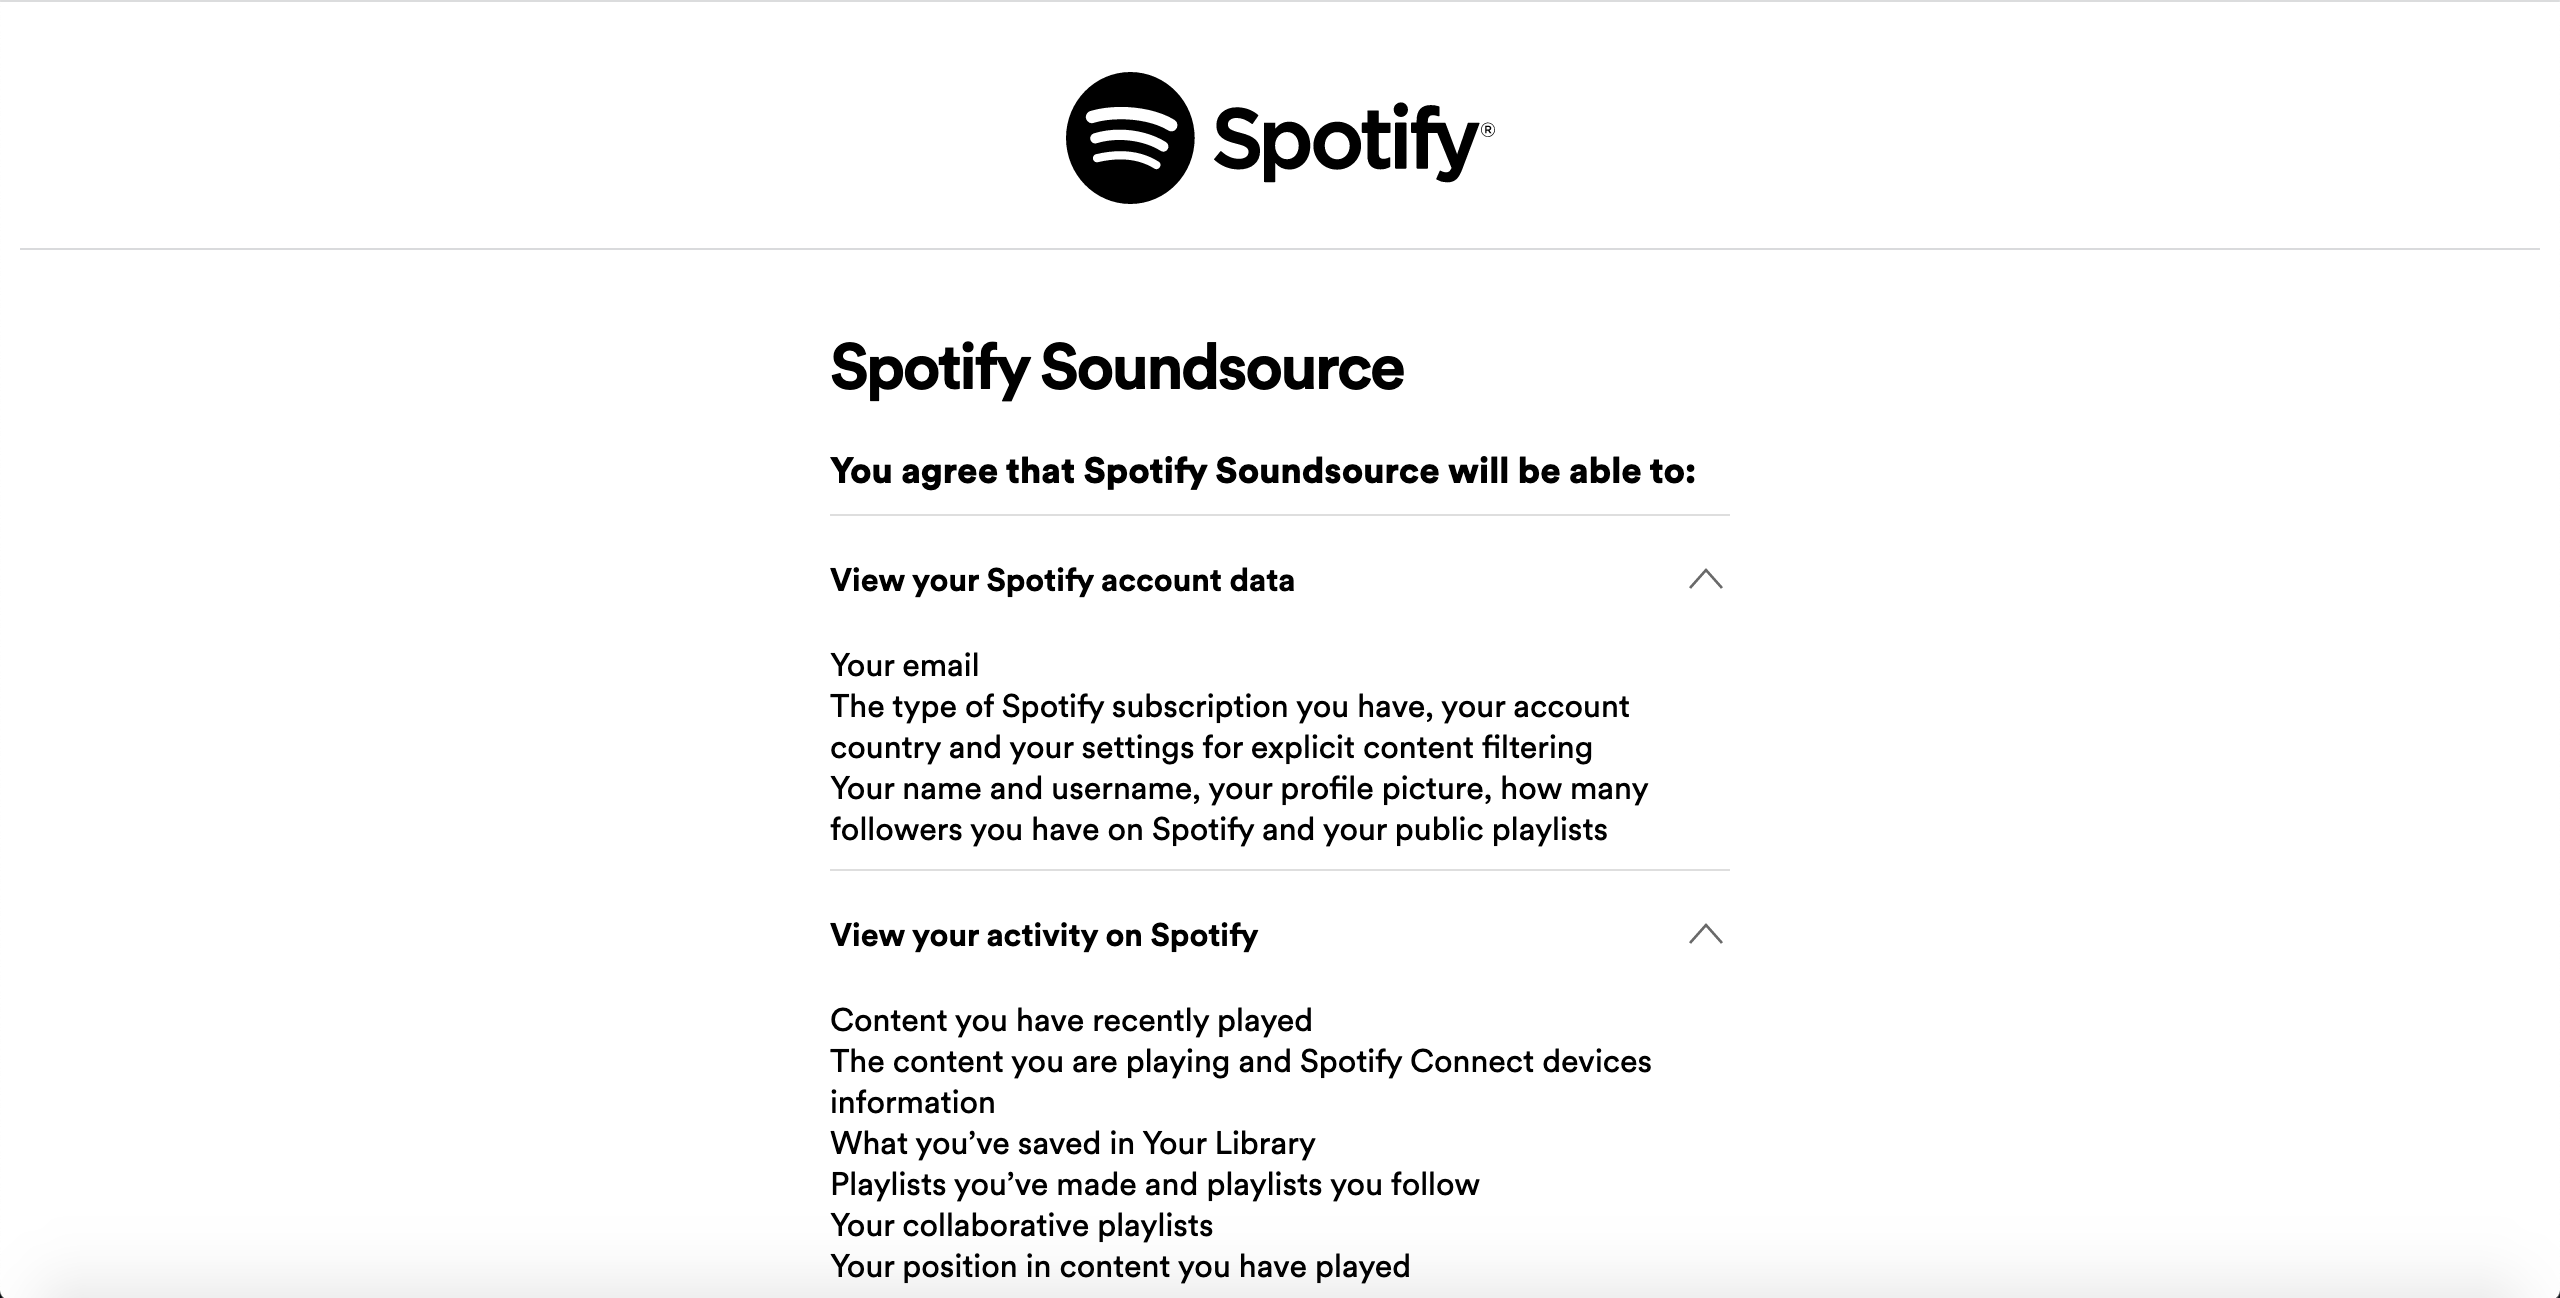 Spotify®
Spotify Soundsource
You agree that Spotify Soundsource will be able to:
View your Spotify account data
Your email
The type of Spotify subscription you have, your account
country and your settings for explicit content filtering
Your name and username, your profile picture, how many
followers you have on Spotify and your public playlists
View your activity on Spotify
Content you have recently played
The content you are playing and Spotify Connect devices
information
What you’ve saved in Your Library
Playlists you’ve made and playlists you follow
Your collaborative playlists
Your position in content you have played